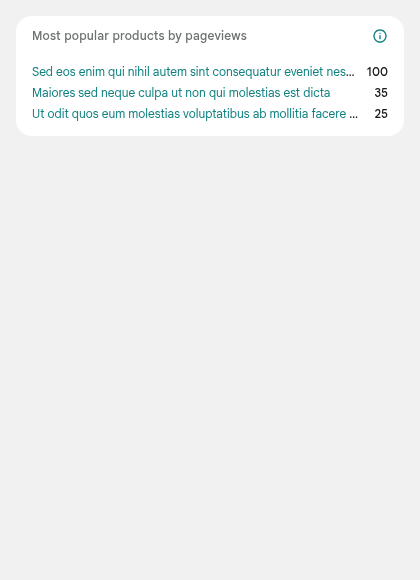 Most popular products by pageviews
Sed eos enim qui nihil autem sint consequatur eveniet nes... 100
Maiores sed neque culpa ut non qui molestias est dicta 35
Ut odit quos eum molestias voluptatibus ab mollitia facere ... 25